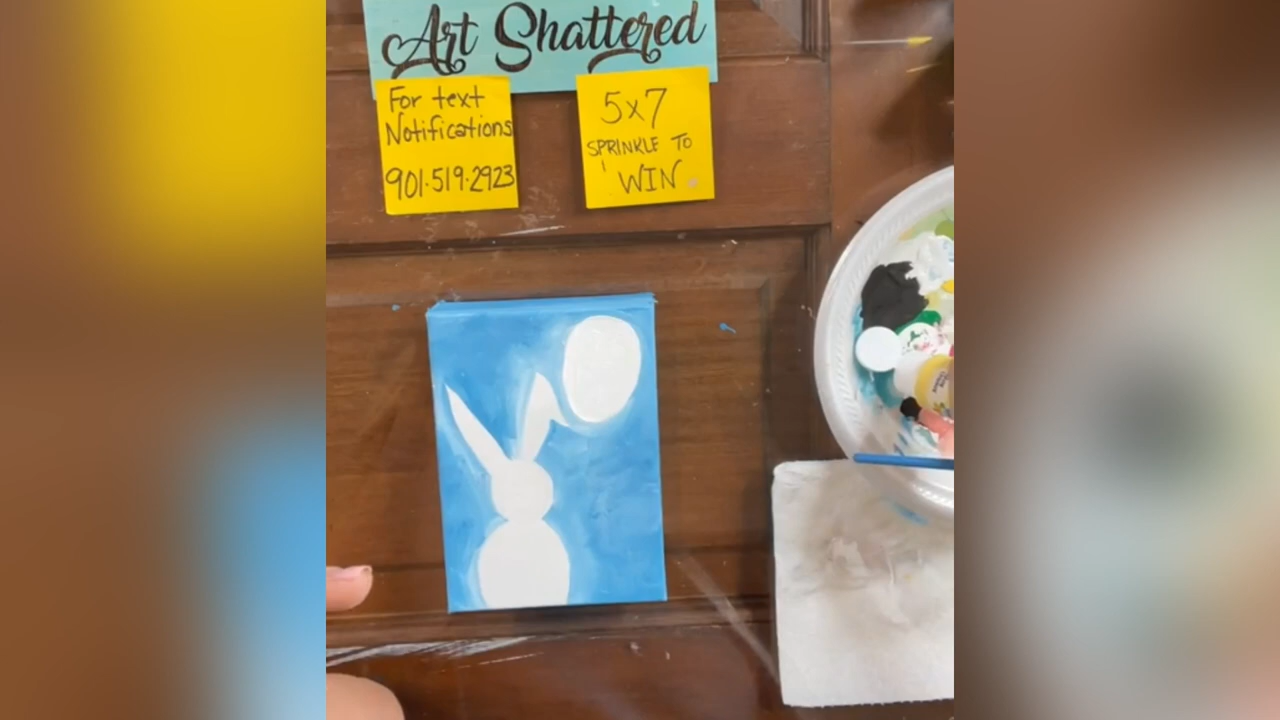 Art Shattered
For text
Notifications
901.519.2923
5x7
SPRINKLE TO
WIN